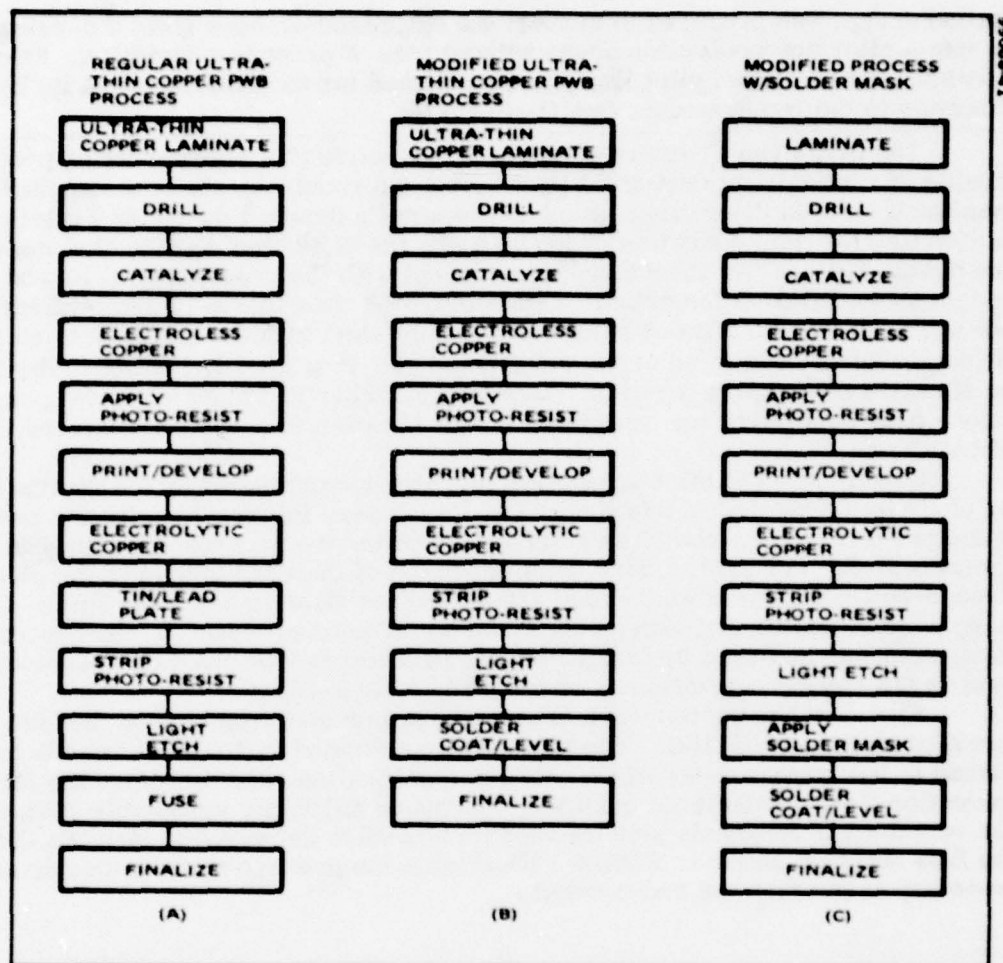 REGULAR ULTRA-
THIN COPPER PWB
PROCESS
ULTRA-THIN
COPPER LAMINATE
DRILL
CATALYZE
ELECTROLESS
COPPER
APPLY
PHOTO-RESIST
PRINT/DEVELOP
ELECTROLYTIC
COPPER
TIN/LEAD
PLATE
STRIP
PHOTO-RESIST
LIGHT
ETCH
FUSE
FINALIZE
(A)
MODIFIED ULTRA-
THIN COPPER PWB
PROCESS
ULTRA-THIN
COPPER LAMINATE
DRILL
CATALYZE
ELECTROLESS
COPPER
APPLY
PHOTO-RESIST
PRINT/DEVELOP
ELECTROLYTIC
COPPER
STRIP
PHOTO-RESIST
LIGHT
ETCH
SOLDER
COAT/LEVEL
FINALIZE
(B)
MODIFIED PROCESS
W/SOLDER MASK
LAMINATE
DRILL
CATALYZE
ELECTROLESS
COPPER
APPLY
PHOTO-RESIST
PRINT/DEVELOP
ELECTROLYTIC
COPPER
STRIP
PHOTO-RESIST
LIGHT ETCH
APPLY
SOLDER MASK
SOLDER
COAT/LEVEL
FINALIZE
(C)